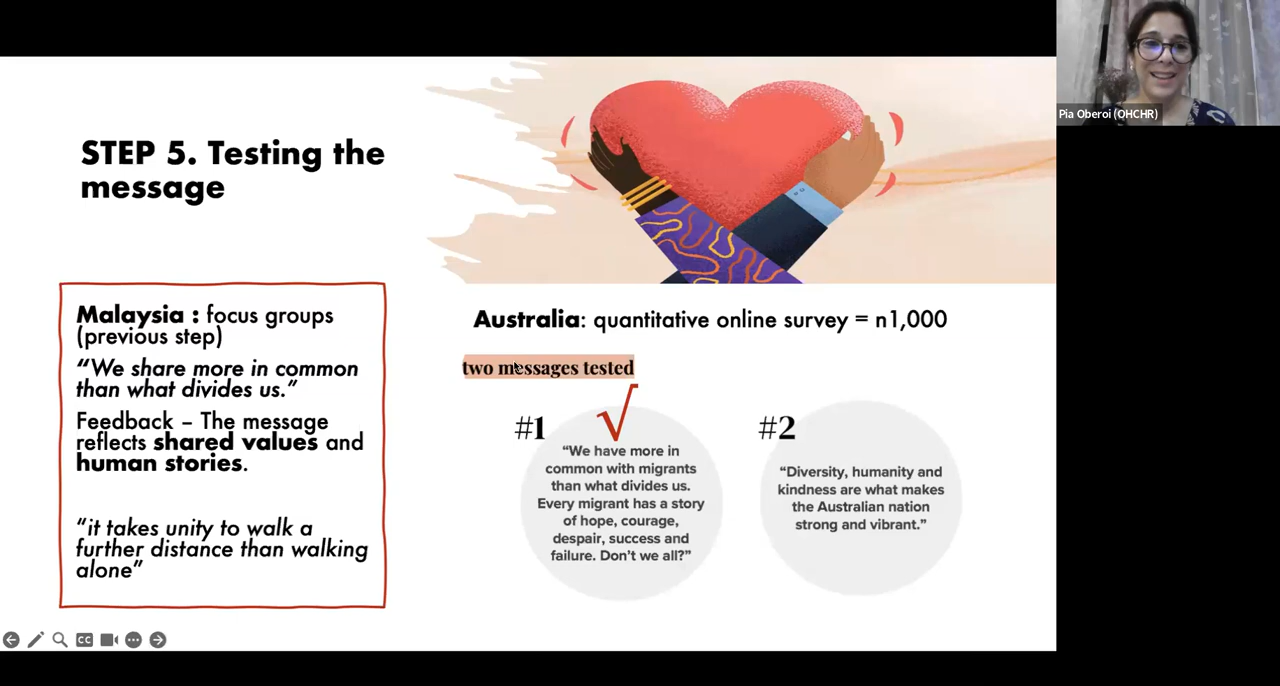 Pia Oberoi (OHCHR)
STEP 5. Testing the
message
Malaysia : focus groups
(previous step)
“We share more in common
than what divides us.”
Feedback – The message
reflects shared values and
human stories.
“it takes unity to walk a
further distance than walking
alone”
Australia: quantitative online survey = n1,000
two messages tested
#1
“We have more in
common with migrants
than what divides us.
Every migrant has a story
of hope, courage,
despair, success and
failure. Don’t we all?”
#2
“Diversity, humanity and
kindness are what makes
the Australian nation
strong and vibrant.”
CC